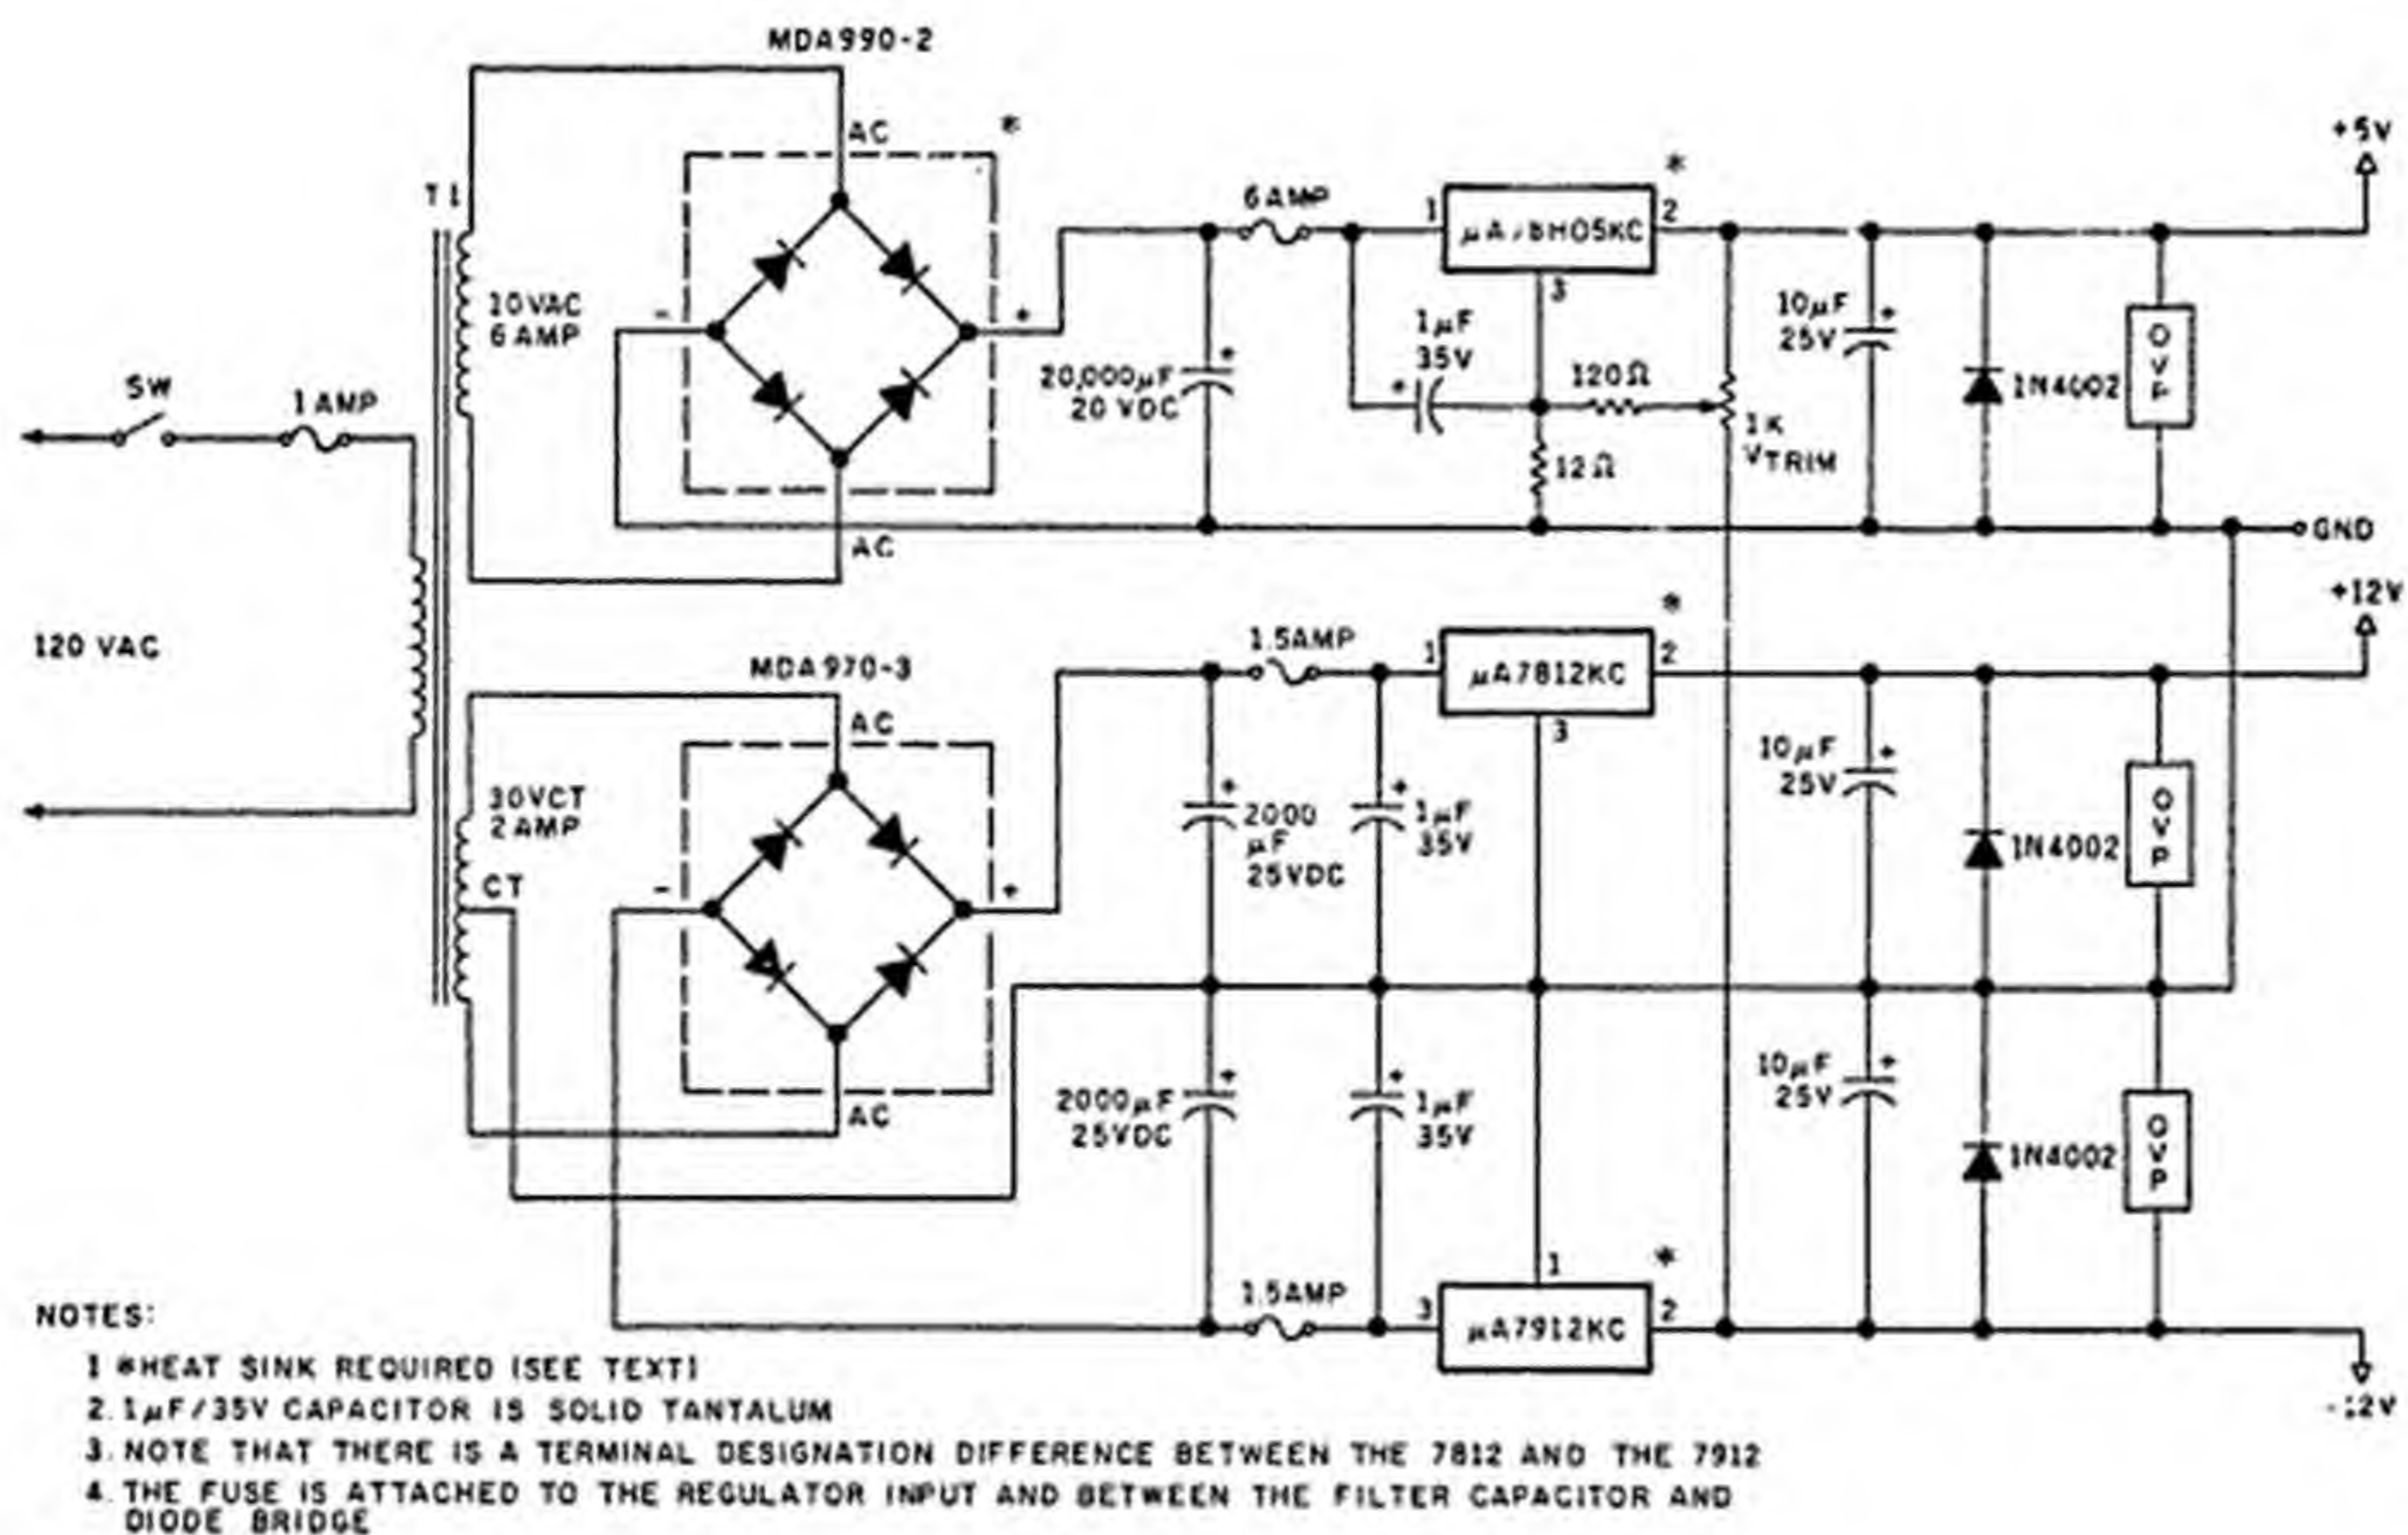 MDA990-2
AC
*
T1
10VAC
6 AMP
-
+
AC
SW
1 AMP
120 VAC
20,000µF
20 VDC
+
6 AMP
1
*
2
3
1µF
35V
+
120Ω
12Ω
1K
VTRIM
10µF
25V
+
1N4002
+5V
GND
MDA970-3
AC
30VCT
2 AMP
CT
-
+
AC
1.5AMP
1
µA7812KC
*
2
3
+
2000
µF
25VDC
+
1µF
35V
10µF
25V
+
1N4002
OVP
+12V
2000µF
25VDC
+
+
1µF
35V
10µF
25V
+
1N4002
OVP
1.5AMP
3
1
µA7912KC
*
2
-12V
NOTES:
1 *HEAT SINK REQUIRED (SEE TEXT)
2. 1µF/35V CAPACITOR IS SOLID TANTALUM
3. NOTE THAT THERE IS A TERMINAL DESIGNATION DIFFERENCE BETWEEN THE 7812 AND THE 7912
4. THE FUSE IS ATTACHED TO THE REGULATOR INPUT AND BETWEEN THE FILTER CAPACITOR AND
DIODE BRIDGE